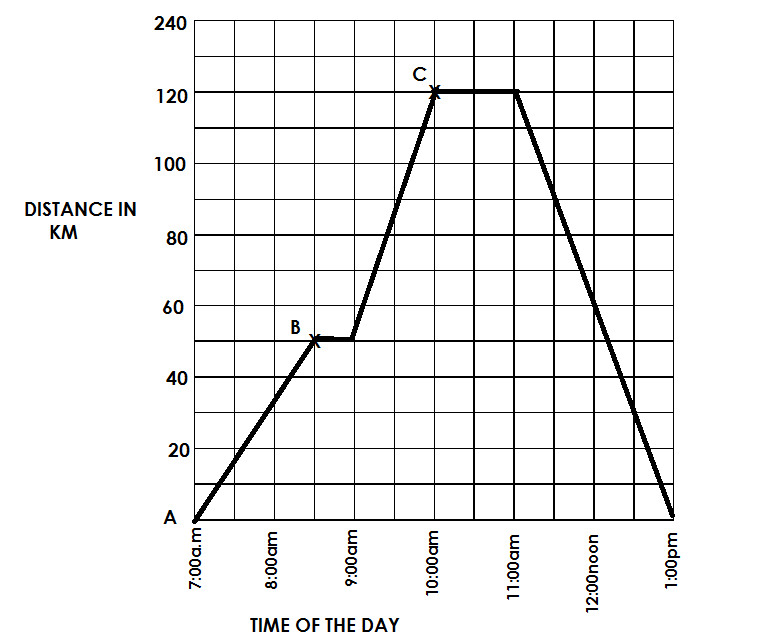 240
C
120
100
DISTANCE IN
KM
80
60
B
40
20
A
7:00a.m
8:00am
9:00am
10:00am
11:00am
12:00noon
1:00pm
TIME OF THE DAY